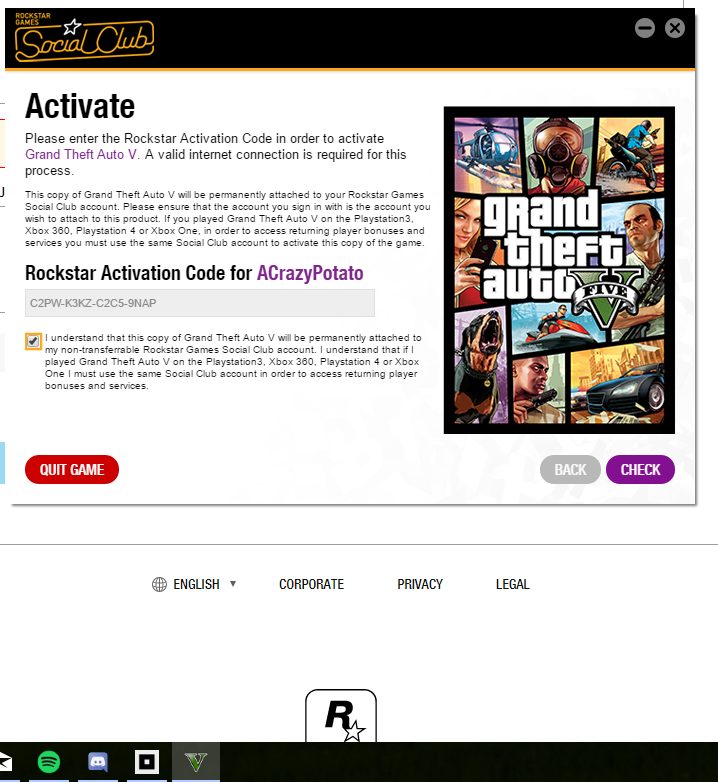 ROCKSTAR
GAMES
Social Club
Activate
Please enter the Rockstar Activation Code in order to activate
Grand Theft Auto V. A valid internet connection is required for this
process.
This copy of Grand Theft Auto V will be permanently attached to your Rockstar Games
Social Club account. Please ensure that the account you sign in with is the account you
wish to attach to this product. If you played Grand Theft Auto V on the Playstation3,
Xbox 360, Playstation 4 or Xbox One, in order to access returning player bonuses and
services you must use the same Social Club account to activate this copy of the game.
Rockstar Activation Code for ACrazyPotato
C2PW-K3KZ-C2C5-9NAP
I understand that this copy of Grand Theft Auto V will be permanently attached to
my non-transferrable Rockstar Games Social Club account. I understand that if I
played Grand Theft Auto V on the Playstation3, Xbox 360, Playstation 4 or Xbox
One I must use the same Social Club account in order to access returning player
bonuses and services.
grand
theft
auto V
FIVE
QUIT GAME
BACK
CHECK
ENGLISH
CORPORATE
PRIVACY
LEGAL
R
V